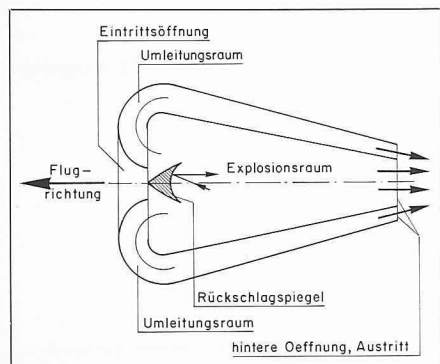 Eintrittsöffnung
Umleitungsraum
Flug-
richtung
Explosionsraum
Rückschlagspiegel
Umleitungsraum
hintere Oeffnung, Austritt